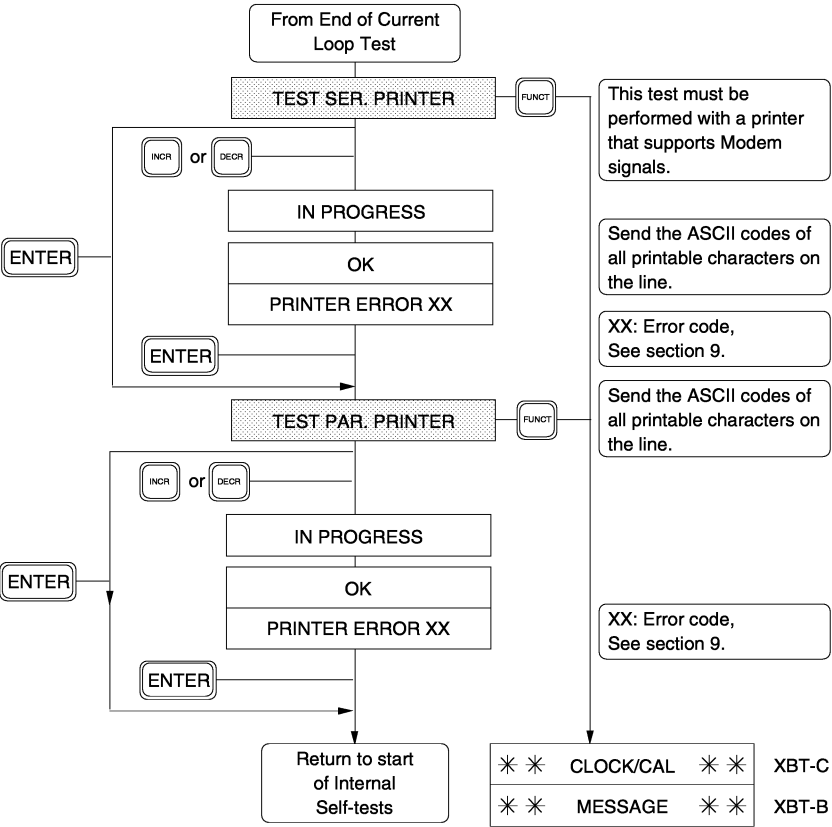 From End of Current
Loop Test
TEST SER. PRINTER
FUNCT
This test must be
performed with a printer
that supports Modem
signals.
INCR or DECR
IN PROGRESS
ENTER
OK
PRINTER ERROR XX
Send the ASCII codes of
all printable characters on
the line.
ENTER
XX: Error code,
See section 9.
TEST PAR. PRINTER
FUNCT
Send the ASCII codes of
all printable characters on
the line.
INCR or DECR
IN PROGRESS
ENTER
OK
PRINTER ERROR XX
XX: Error code,
See section 9.
ENTER
Return to start
of Internal
Self-tests
✳ ✳ CLOCK/CAL ✳ ✳ XBT-C
✳ ✳ MESSAGE ✳ ✳ XBT-B